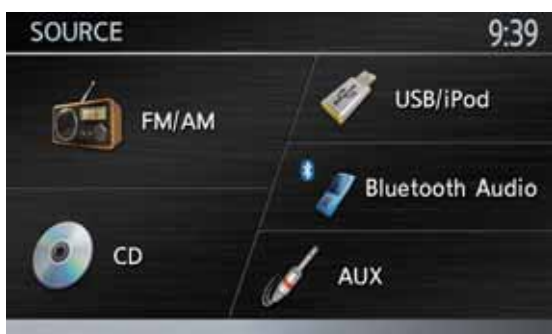 SOURCE
9:39
FM/AM
USB/iPod
Bluetooth Audio
CD
AUX